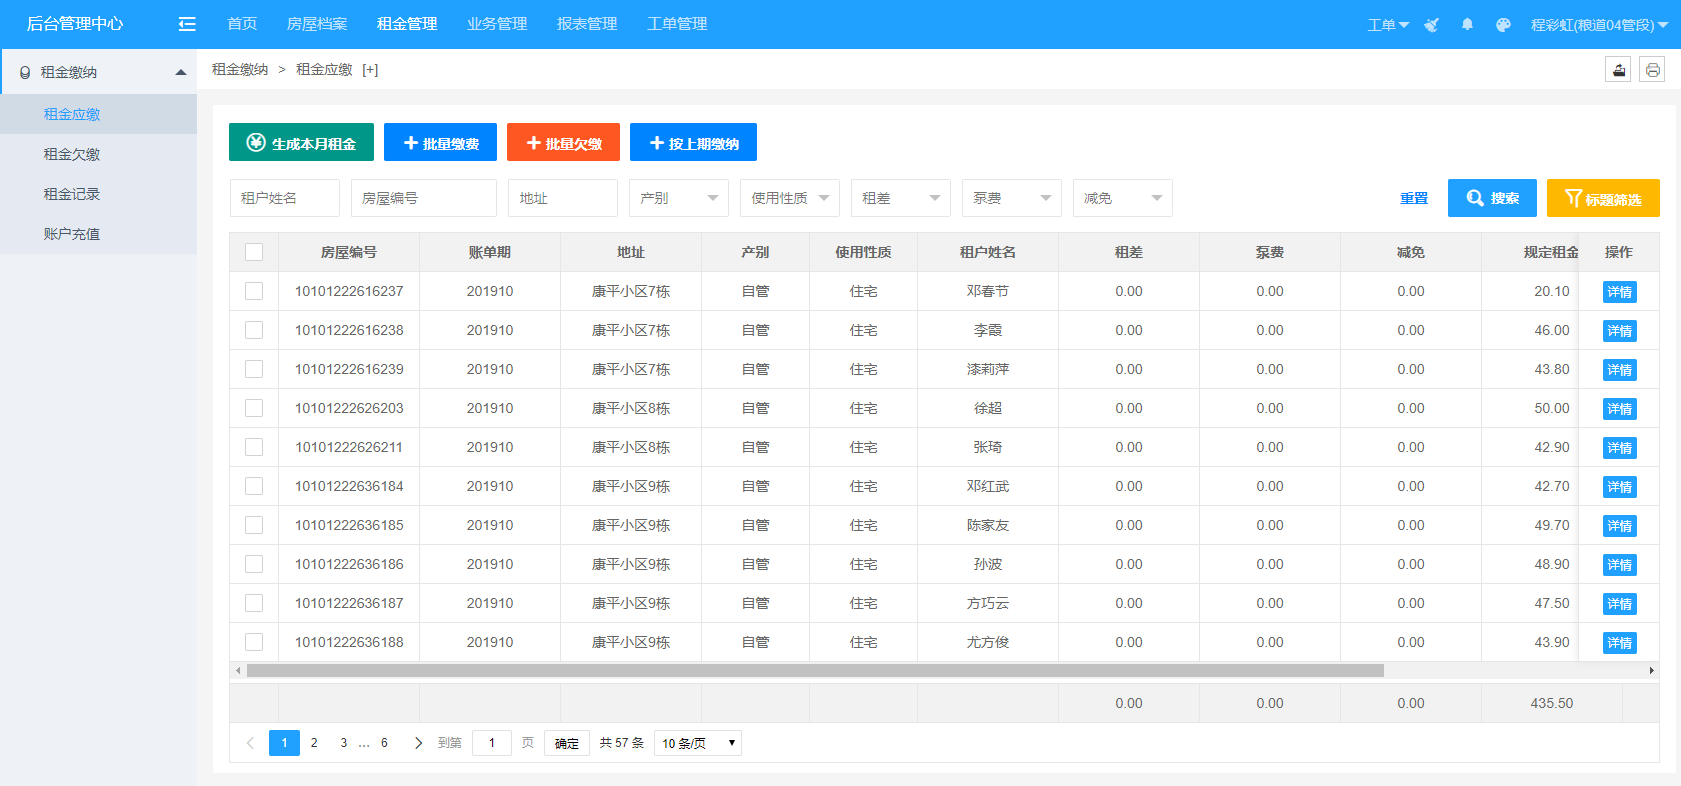 后台管理中心 首页 房屋档案 租金管理 业务管理 报表管理 工单管理 工单 程彩虹(粮道04管段)
租金缴纳
租金应缴
租金欠缴
租金记录
账户充值
租金缴纳 > 租金应缴 [+]
生成本月租金 批量缴费 批量欠缴 按上期缴纳
租户姓名 房屋编号 地址 产别 使用性质 租差 泵费 减免 重置 搜索 标题筛选
房屋编号 账单期 地址 产别 使用性质 租户姓名 租差 泵费 减免 规定租金 操作
10101222616237 201910 康平小区7栋 自管 住宅 邓春节 0.00 0.00 0.00 20.10 详情
10101222616238 201910 康平小区7栋 自管 住宅 李霞 0.00 0.00 0.00 46.00 详情
10101222616239 201910 康平小区7栋 自管 住宅 漆莉萍 0.00 0.00 0.00 43.80 详情
10101222626203 201910 康平小区8栋 自管 住宅 徐超 0.00 0.00 0.00 50.00 详情
10101222626211 201910 康平小区8栋 自管 住宅 张琦 0.00 0.00 0.00 42.90 详情
10101222636184 201910 康平小区9栋 自管 住宅 邓红武 0.00 0.00 0.00 42.70 详情
10101222636185 201910 康平小区9栋 自管 住宅 陈家友 0.00 0.00 0.00 49.70 详情
10101222636186 201910 康平小区9栋 自管 住宅 孙波 0.00 0.00 0.00 48.90 详情
10101222636187 201910 康平小区9栋 自管 住宅 方巧云 0.00 0.00 0.00 47.50 详情
10101222636188 201910 康平小区9栋 自管 住宅 尤方俊 0.00 0.00 0.00 43.90 详情
0.00 0.00 0.00 435.50
1 2 3 … 6 到第 1 页 确定 共 57 条 10 条/页